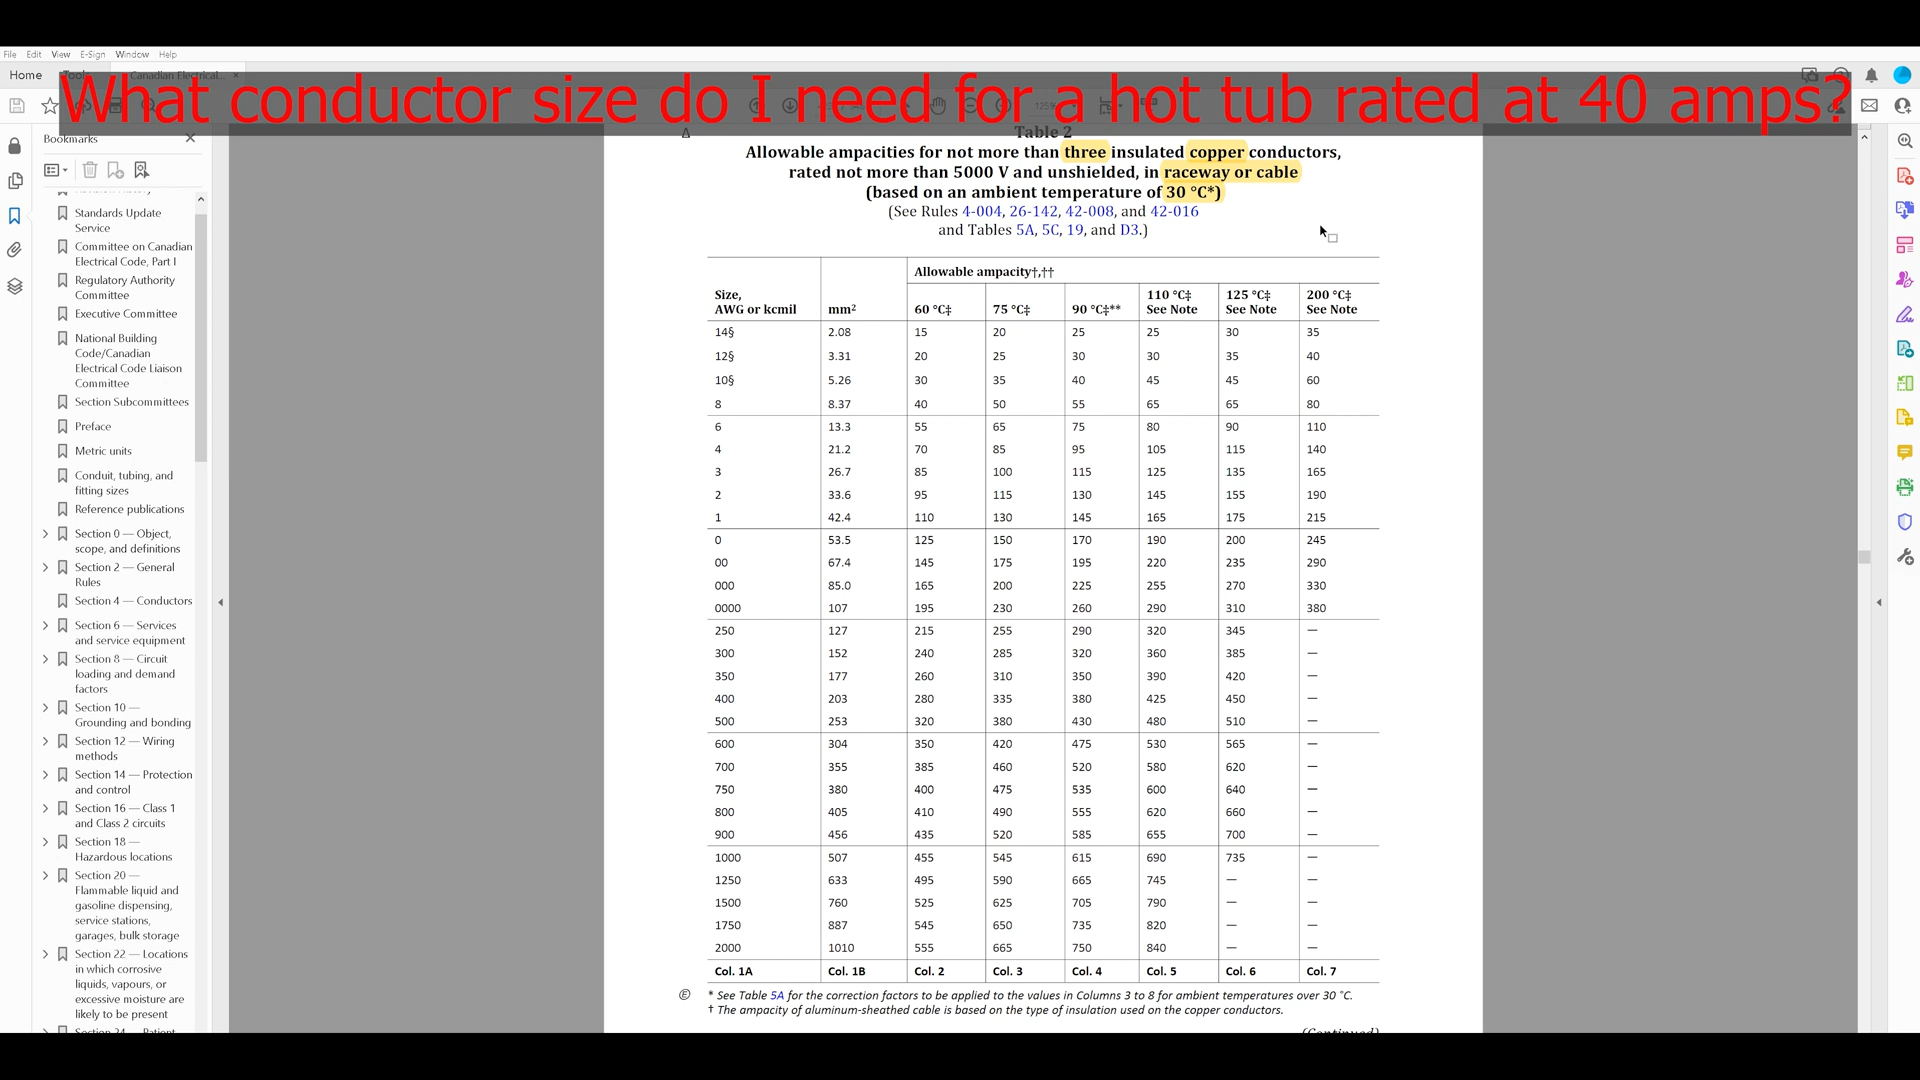 File Edit View E-Sign Window Help
Home Tools Canadian Electrical... ×
What conductor size do I need for a hot tub rated at 40 amps?
125%
Bookmarks
Standards Update
Service
Committee on Canadian
Electrical Code, Part I
Regulatory Authority
Committee
Executive Committee
National Building
Code/Canadian
Electrical Code Liaison
Committee
Section Subcommittees
Preface
Metric units
Conduit, tubing, and
fitting sizes
Reference publications
Section 0 — Object,
scope, and definitions
Section 2 — General
Rules
Section 4 — Conductors
Section 6 — Services
and service equipment
Section 8 — Circuit
loading and demand
factors
Section 10 —
Grounding and bonding
Section 12 — Wiring
methods
Section 14 — Protection
and control
Section 16 — Class 1
and Class 2 circuits
Section 18 —
Hazardous locations
Section 20 —
Flammable liquid and
gasoline dispensing,
service stations,
garages, bulk storage
Section 22 — Locations
in which corrosive
liquids, vapours, or
excessive moisture are
likely to be present
Section 24 — Patient
Δ
Table 2
Allowable ampacities for not more than three insulated copper conductors,
rated not more than 5000 V and unshielded, in raceway or cable
(based on an ambient temperature of 30 °C*)
(See Rules 4-004, 26-142, 42-008, and 42-016
and Tables 5A, 5C, 19, and D3.)
Allowable ampacity†,††
Size,
AWG or kcmil mm² 60 °C‡ 75 °C‡ 90 °C‡** 110 °C‡ See Note 125 °C‡ See Note 200 °C‡ See Note
14§ 2.08 15 20 25 25 30 35
12§ 3.31 20 25 30 30 35 40
10§ 5.26 30 35 40 45 45 60
8 8.37 40 50 55 65 65 80
6 13.3 55 65 75 80 90 110
4 21.2 70 85 95 105 115 140
3 26.7 85 100 115 125 135 165
2 33.6 95 115 130 145 155 190
1 42.4 110 130 145 165 175 215
0 53.5 125 150 170 190 200 245
00 67.4 145 175 195 220 235 290
000 85.0 165 200 225 255 270 330
0000 107 195 230 260 290 310 380
250 127 215 255 290 320 345 —
300 152 240 285 320 360 385 —
350 177 260 310 350 390 420 —
400 203 280 335 380 425 450 —
500 253 320 380 430 480 510 —
600 304 350 420 475 530 565 —
700 355 385 460 520 580 620 —
750 380 400 475 535 600 640 —
800 405 410 490 555 620 660 —
900 456 435 520 585 655 700 —
1000 507 455 545 615 690 735 —
1250 633 495 590 665 745 — —
1500 760 525 625 705 790 — —
1750 887 545 650 735 820 — —
2000 1010 555 665 750 840 — —
Col. 1A Col. 1B Col. 2 Col. 3 Col. 4 Col. 5 Col. 6 Col. 7
Ⓔ * See Table 5A for the correction factors to be applied to the values in Columns 3 to 8 for ambient temperatures over 30 °C.
† The ampacity of aluminum-sheathed cable is based on the type of insulation used on the copper conductors.
(Continued)